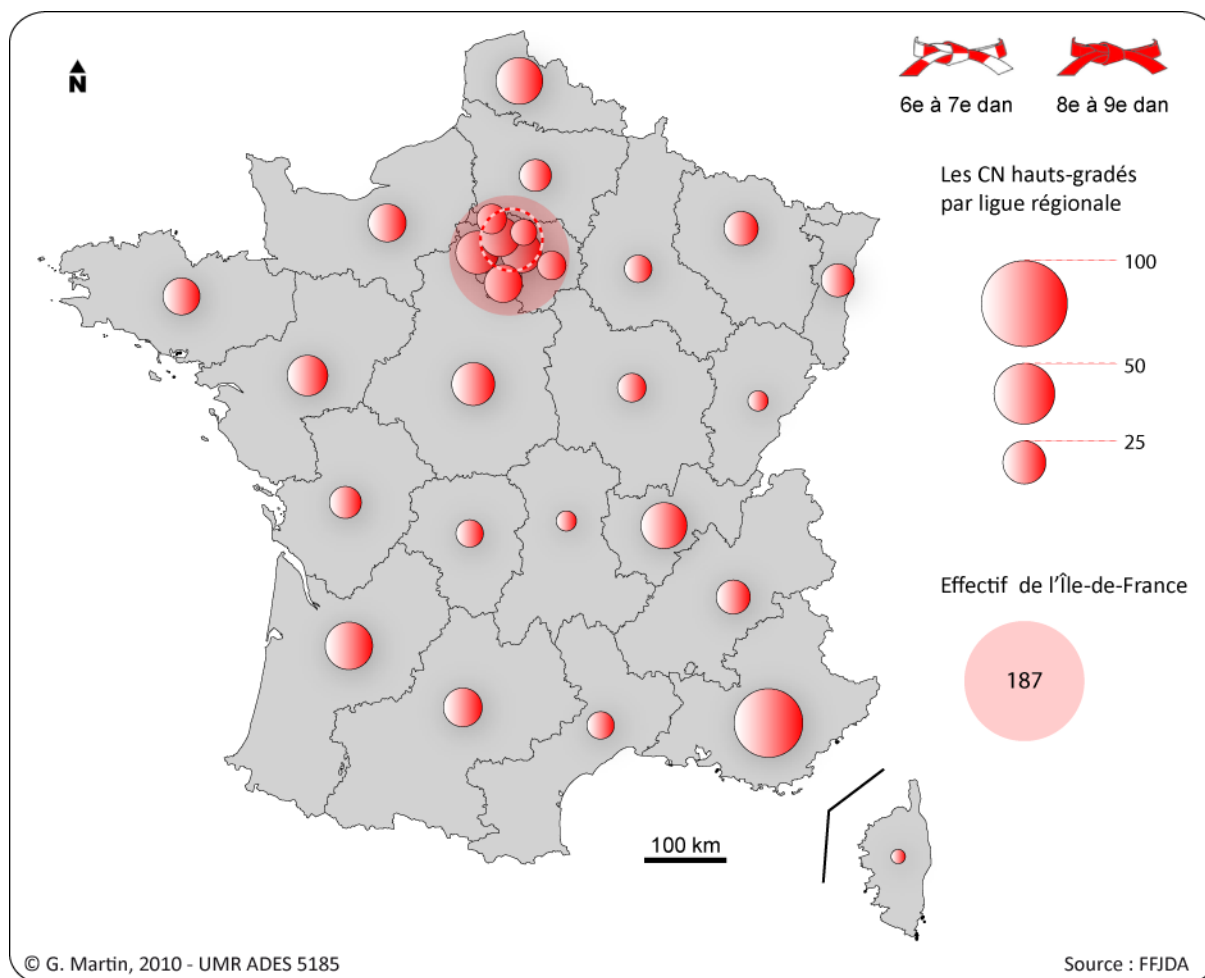 N
6e à 7e dan
8e à 9e dan
Les CN hauts-gradés
par ligue régionale
100
50
25
Effectif de l'Île-de-France
187
100 km
© G. Martin, 2010 - UMR ADES 5185
Source : FFJDA